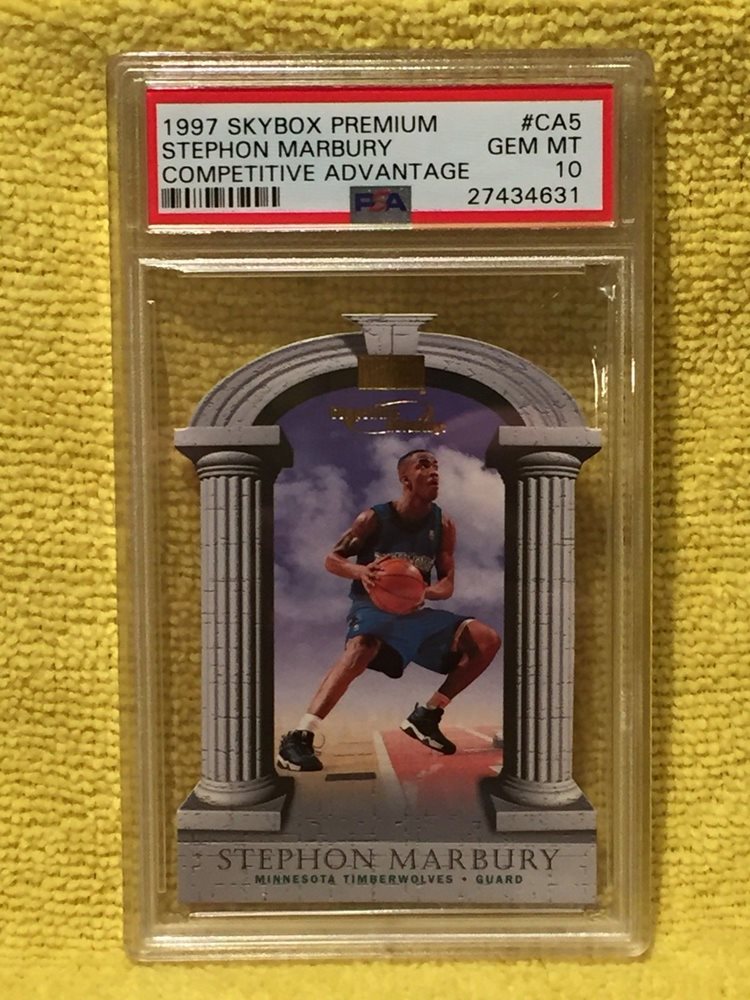 1997 SKYBOX PREMIUM #CA5
STEPHON MARBURY GEM MT
COMPETITIVE ADVANTAGE 10
PSA 27434631
STEPHON MARBURY
MINNESOTA TIMBERWOLVES • GUARD